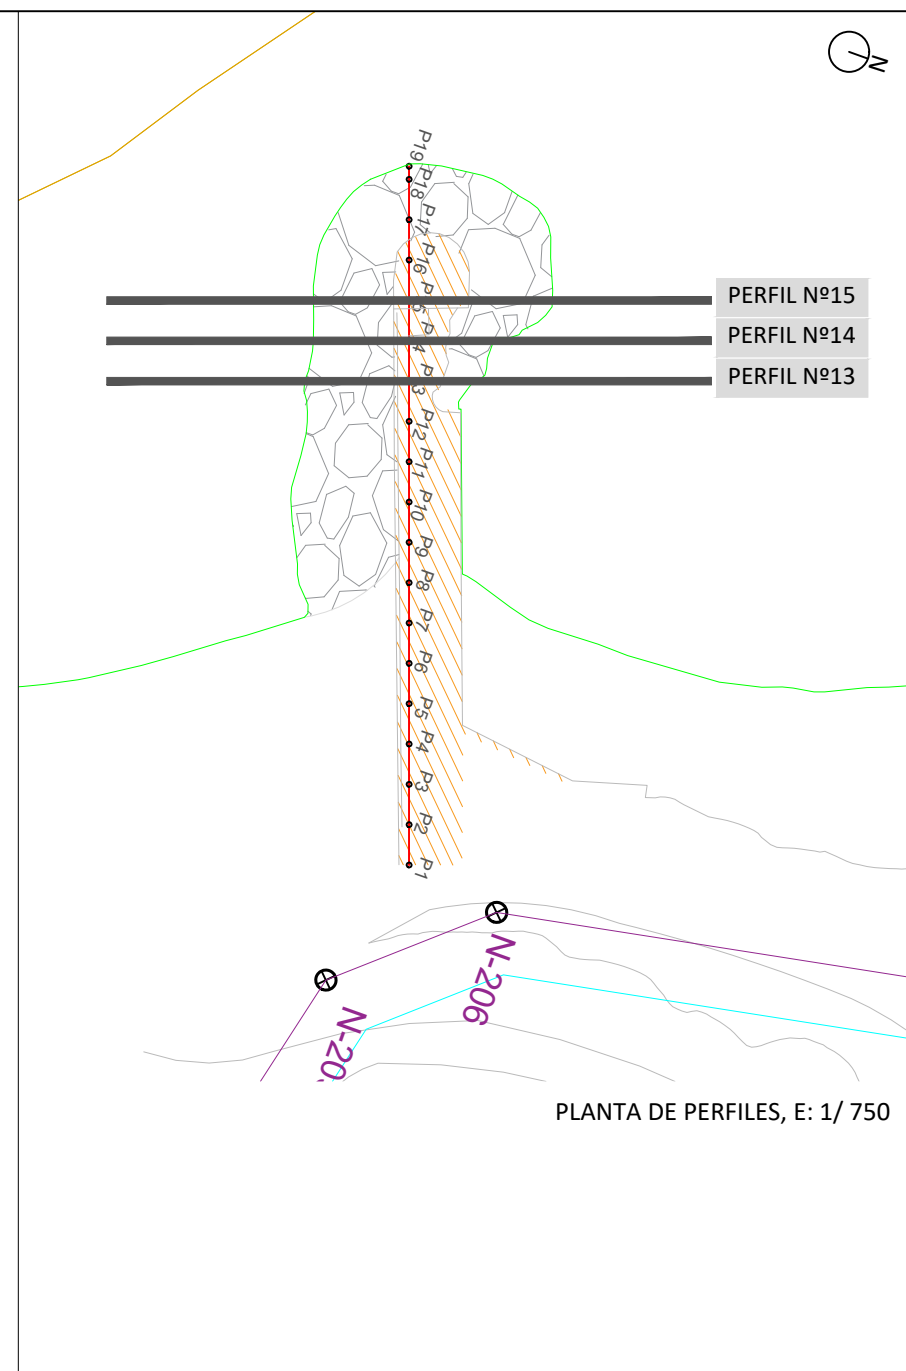 N
P19
P18
P17
P16
PERFIL Nº15
PERFIL Nº14
PERFIL Nº13
P12
P11
P10
P9
P8
P7
P6
P5
P4
P3
P2
P1
N-206
PLANTA DE PERFILES, E: 1/ 750